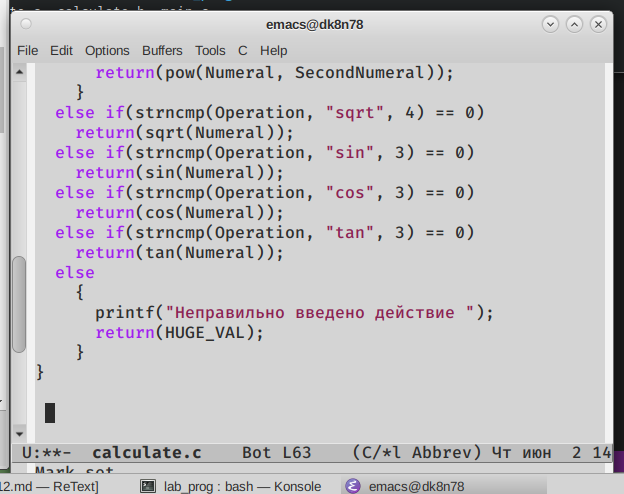 emacs@dk8n78
File Edit Options Buffers Tools C Help
return(pow(Numeral, SecondNumeral));
}
else if(strncmp(Operation, "sqrt", 4) == 0)
return(sqrt(Numeral));
else if(strncmp(Operation, "sin", 3) == 0)
return(sin(Numeral));
else if(strncmp(Operation, "cos", 3) == 0)
return(cos(Numeral));
else if(strncmp(Operation, "tan", 3) == 0)
return(tan(Numeral));
else
{
printf("Неправильно введено действие ");
return(HUGE_VAL);
}
}
U:**- calculate.c Bot L63 (C/*l Abbrev) Чт июн 2 14
Mark set
12.md — ReText] lab_prog : bash — Konsole emacs@dk8n78